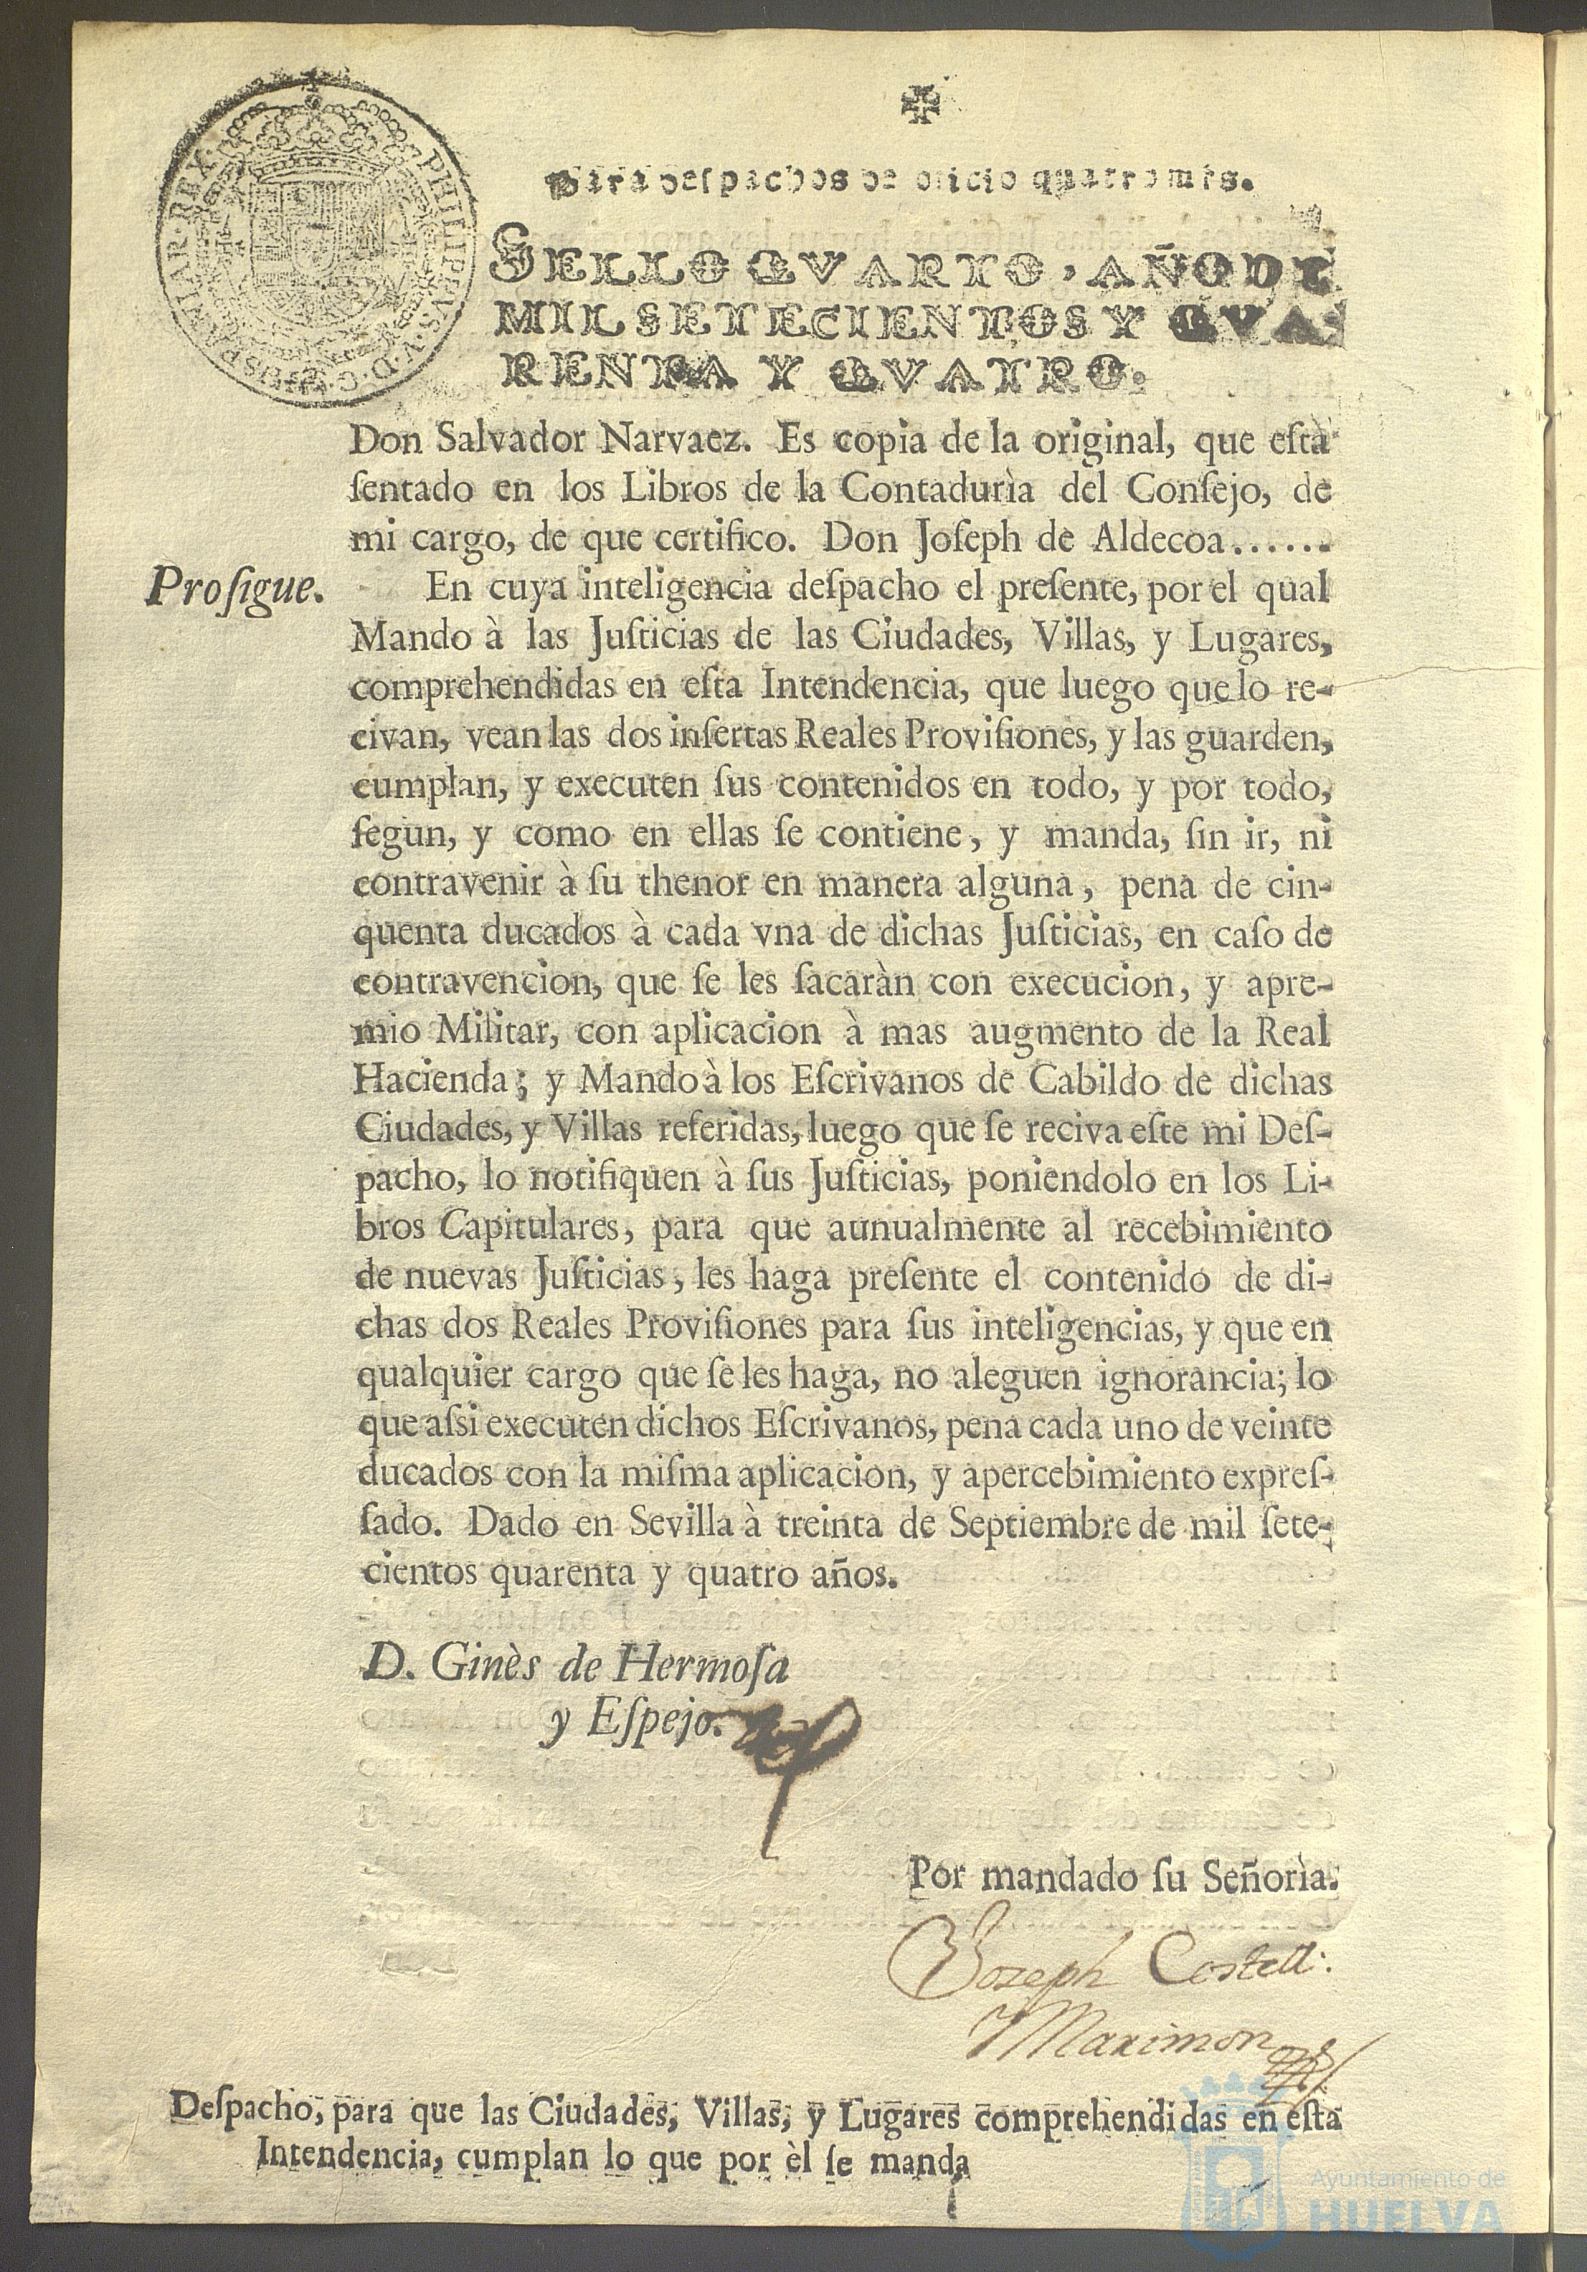 PHILIPPVS·V·D·G·HISPANIAR·REX·
✠
Para despachos de oficio quatro mrs.
SELLO QVARTO, AÑO DE
MIL SETECIENTOS Y QVA-
RENTA Y QVATRO.
Don Salvador Narvaez. Es copia de la original, que eſtà
ſentado en los Libros de la Contadurìa del Conſejo, de
mi cargo, de que certifico. Don Joſeph de Aldecoa......
Proſigue. En cuya inteligencia deſpacho el preſente, por el qual
Mando à las Juſticias de las Ciudades, Villas, y Lugares,
comprehendidas en eſta Intendencia, que luego que lo re-
civan, vean las dos inſertas Reales Proviſiones, y las guarden,
cumplan, y executen ſus contenidos en todo, y por todo,
ſegun, y como en ellas ſe contiene, y manda, ſin ir, ni
contravenir à ſu thenor en manera alguna, pena de cin-
quenta ducados à cada vna de dichas Juſticias, en caſo de
contravencion, que ſe les ſacaràn con execucion, y apre-
mio Militar, con aplicacion à mas augmento de la Real
Hacienda; y Mando à los Eſcrivanos de Cabildo de dichas
Ciudades, y Villas referidas, luego que ſe reciva eſte mi Deſ-
pacho, lo notifiquen à ſus Juſticias, poniendolo en los Li-
bros Capitulares, para que aunualmente al recebimiento
de nuevas Juſticias, les haga preſente el contenido de di-
chas dos Reales Proviſiones para ſus inteligencias, y que en
qualquier cargo que ſe les haga, no aleguen ignorancia; lo
que aſsi executen dichos Eſcrivanos, pena cada uno de veinte
ducados con la miſma aplicacion, y apercebimiento expreſ-
ſado. Dado en Sevilla à treinta de Septiembre de mil ſete-
cientos quarenta y quatro años.
D. Ginès de Hermoſa
y Eſpejo.
Por mandado ſu Señorìa.
Joseph Costell
Marimon
Deſpacho, para que las Ciudades, Villas, y Lugares comprehendidas en eſta
Intendencia, cumplan lo que por èl ſe manda
Ayuntamiento de
HUELVA